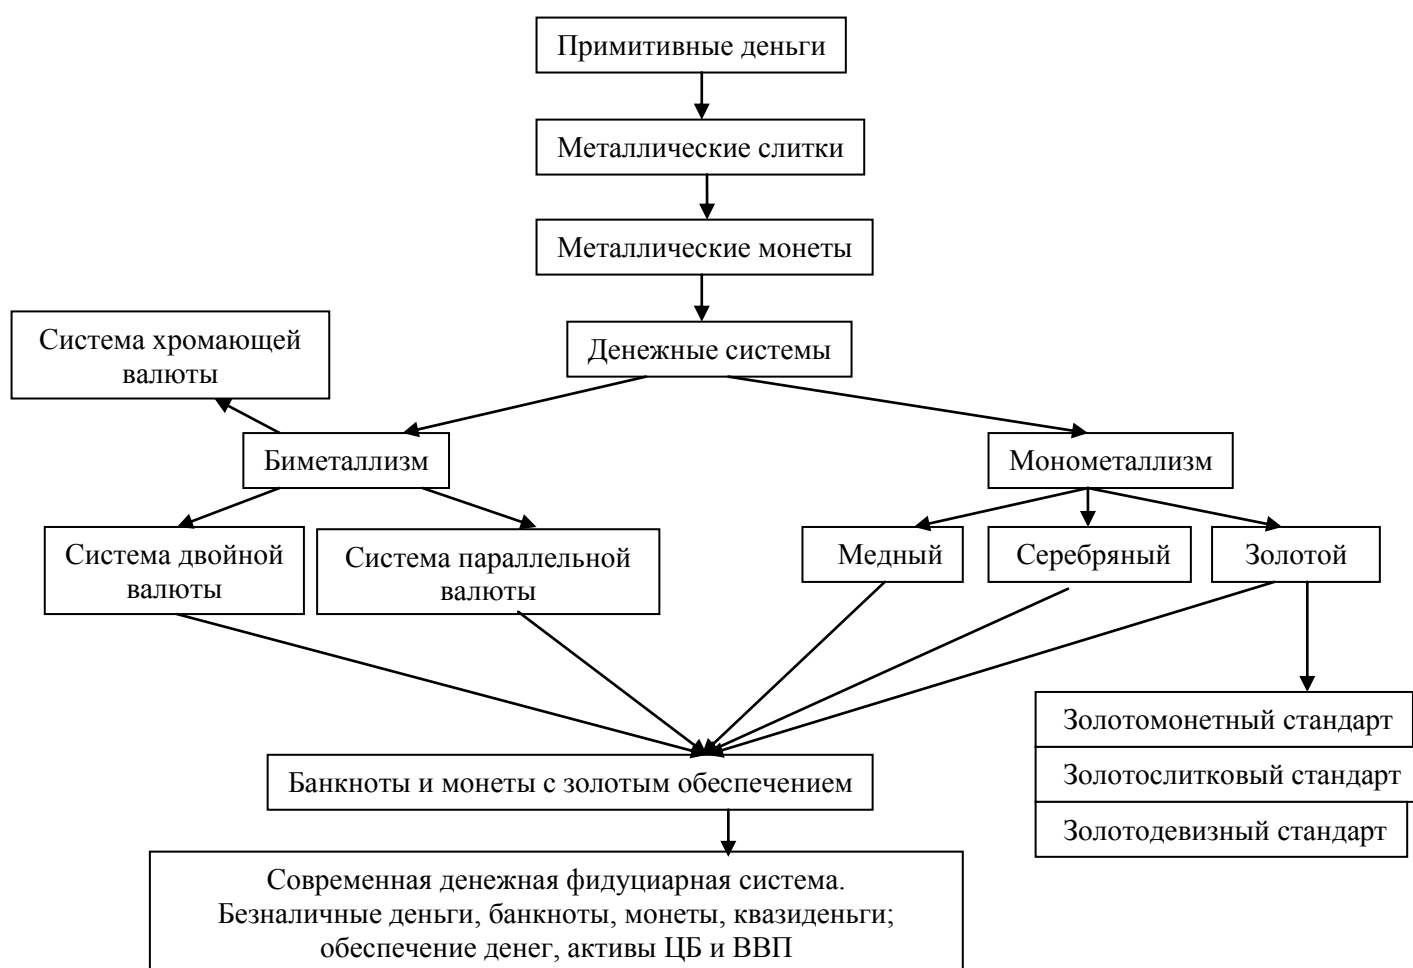 Примитивные деньги
Металлические слитки
Металлические монеты
Денежные системы
Система хромающей
валюты
Биметаллизм
Монометаллизм
Система двойной
валюты
Система параллельной
валюты
Медный
Серебряный
Золотой
Золотомонетный стандарт
Золотослитковый стандарт
Золотодевизный стандарт
Банкноты и монеты с золотым обеспечением
Современная денежная фидуциарная система.
Безналичные деньги, банкноты, монеты, квазиденьги;
обеспечение денег, активы ЦБ и ВВП